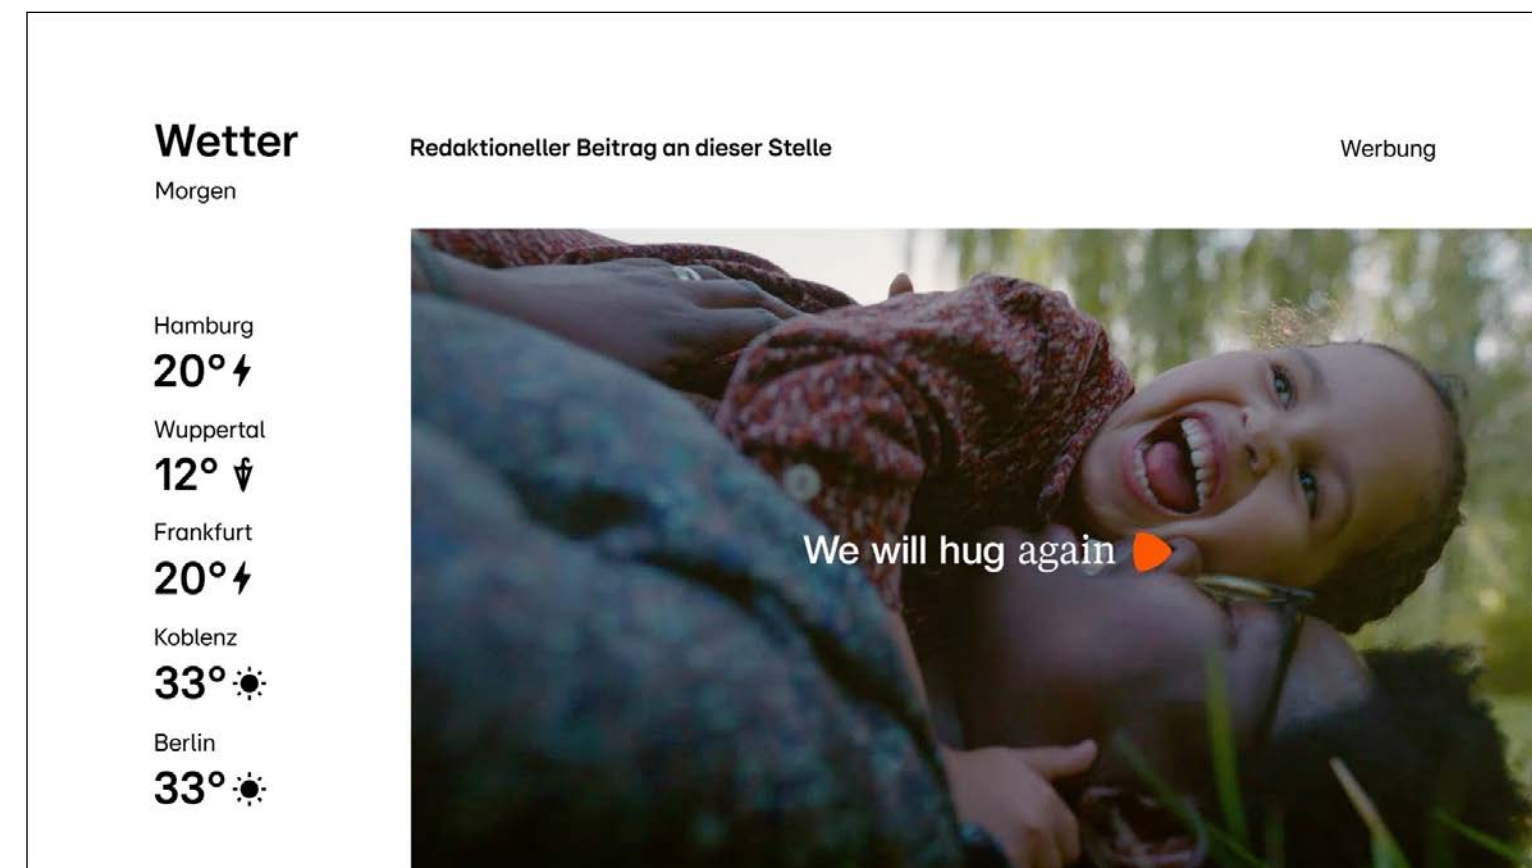 Wetter
Morgen
Redaktioneller Beitrag an dieser Stelle
Werbung
Hamburg
20°
Wuppertal
12°
Frankfurt
20°
Koblenz
33°
Berlin
33°
We will hug again